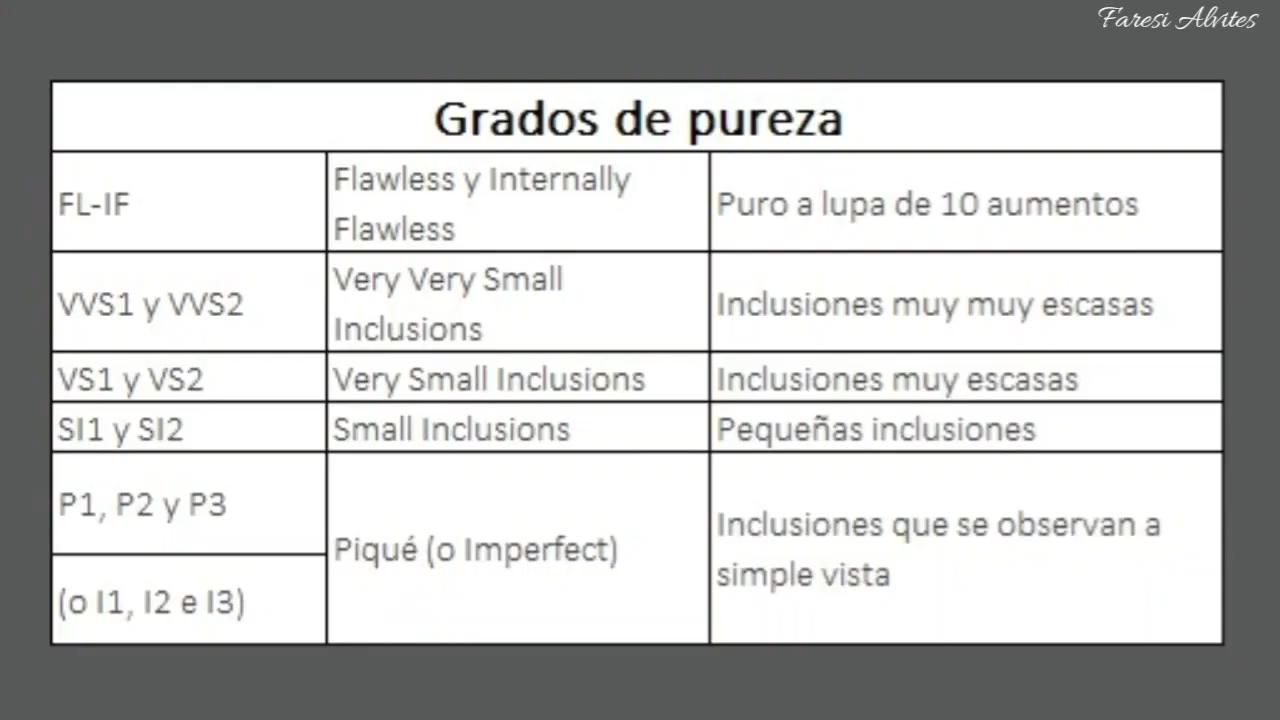 Faresi Alvites
Grados de pureza
FL-IF
Flawless y Internally
Flawless
Puro a lupa de 10 aumentos
VVS1 y VVS2
Very Very Small
Inclusions
Inclusiones muy muy escasas
VS1 y VS2
Very Small Inclusions
Inclusiones muy escasas
SI1 y SI2
Small Inclusions
Pequeñas inclusiones
P1, P2 y P3
(o I1, I2 e I3)
Piqué (o Imperfect)
Inclusiones que se observan a
simple vista